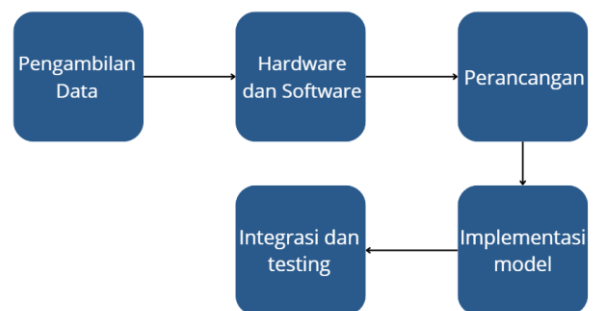 Pengambilan
Data
Hardware
dan Software
Perancangan
Implementasi
model
Integrasi dan
testing